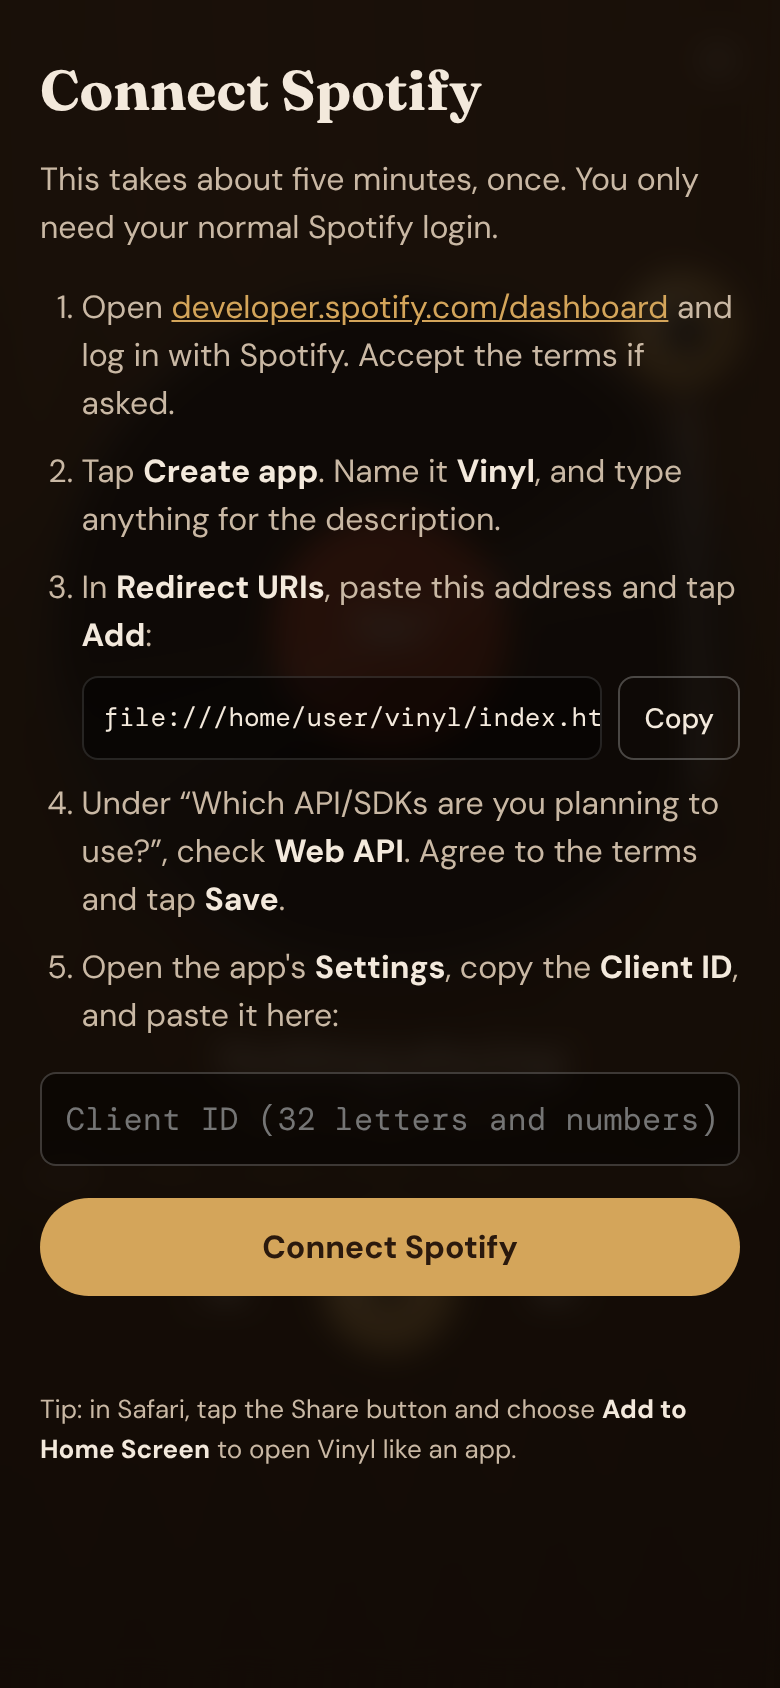 Connect Spotify
This takes about five minutes, once. You only
need your normal Spotify login.
1. Open developer.spotify.com/dashboard and
log in with Spotify. Accept the terms if
asked.
2. Tap Create app. Name it Vinyl, and type
anything for the description.
3. In Redirect URIs, paste this address and tap
Add:
file:///home/user/vinyl/index.ht
Copy
4. Under “Which API/SDKs are you planning to
use?”, check Web API. Agree to the terms
and tap Save.
5. Open the app's Settings, copy the Client ID,
and paste it here:
Client ID (32 letters and numbers)
Connect Spotify
Tip: in Safari, tap the Share button and choose Add to
Home Screen to open Vinyl like an app.